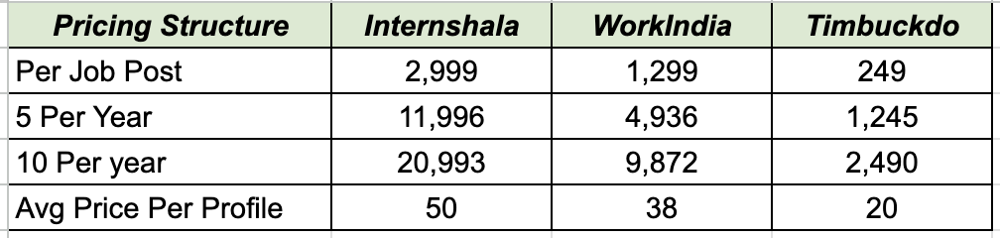 Pricing Structure Internshala WorkIndia Timbuckdo
Per Job Post 2,999 1,299 249
5 Per Year 11,996 4,936 1,245
10 Per year 20,993 9,872 2,490
Avg Price Per Profile 50 38 20